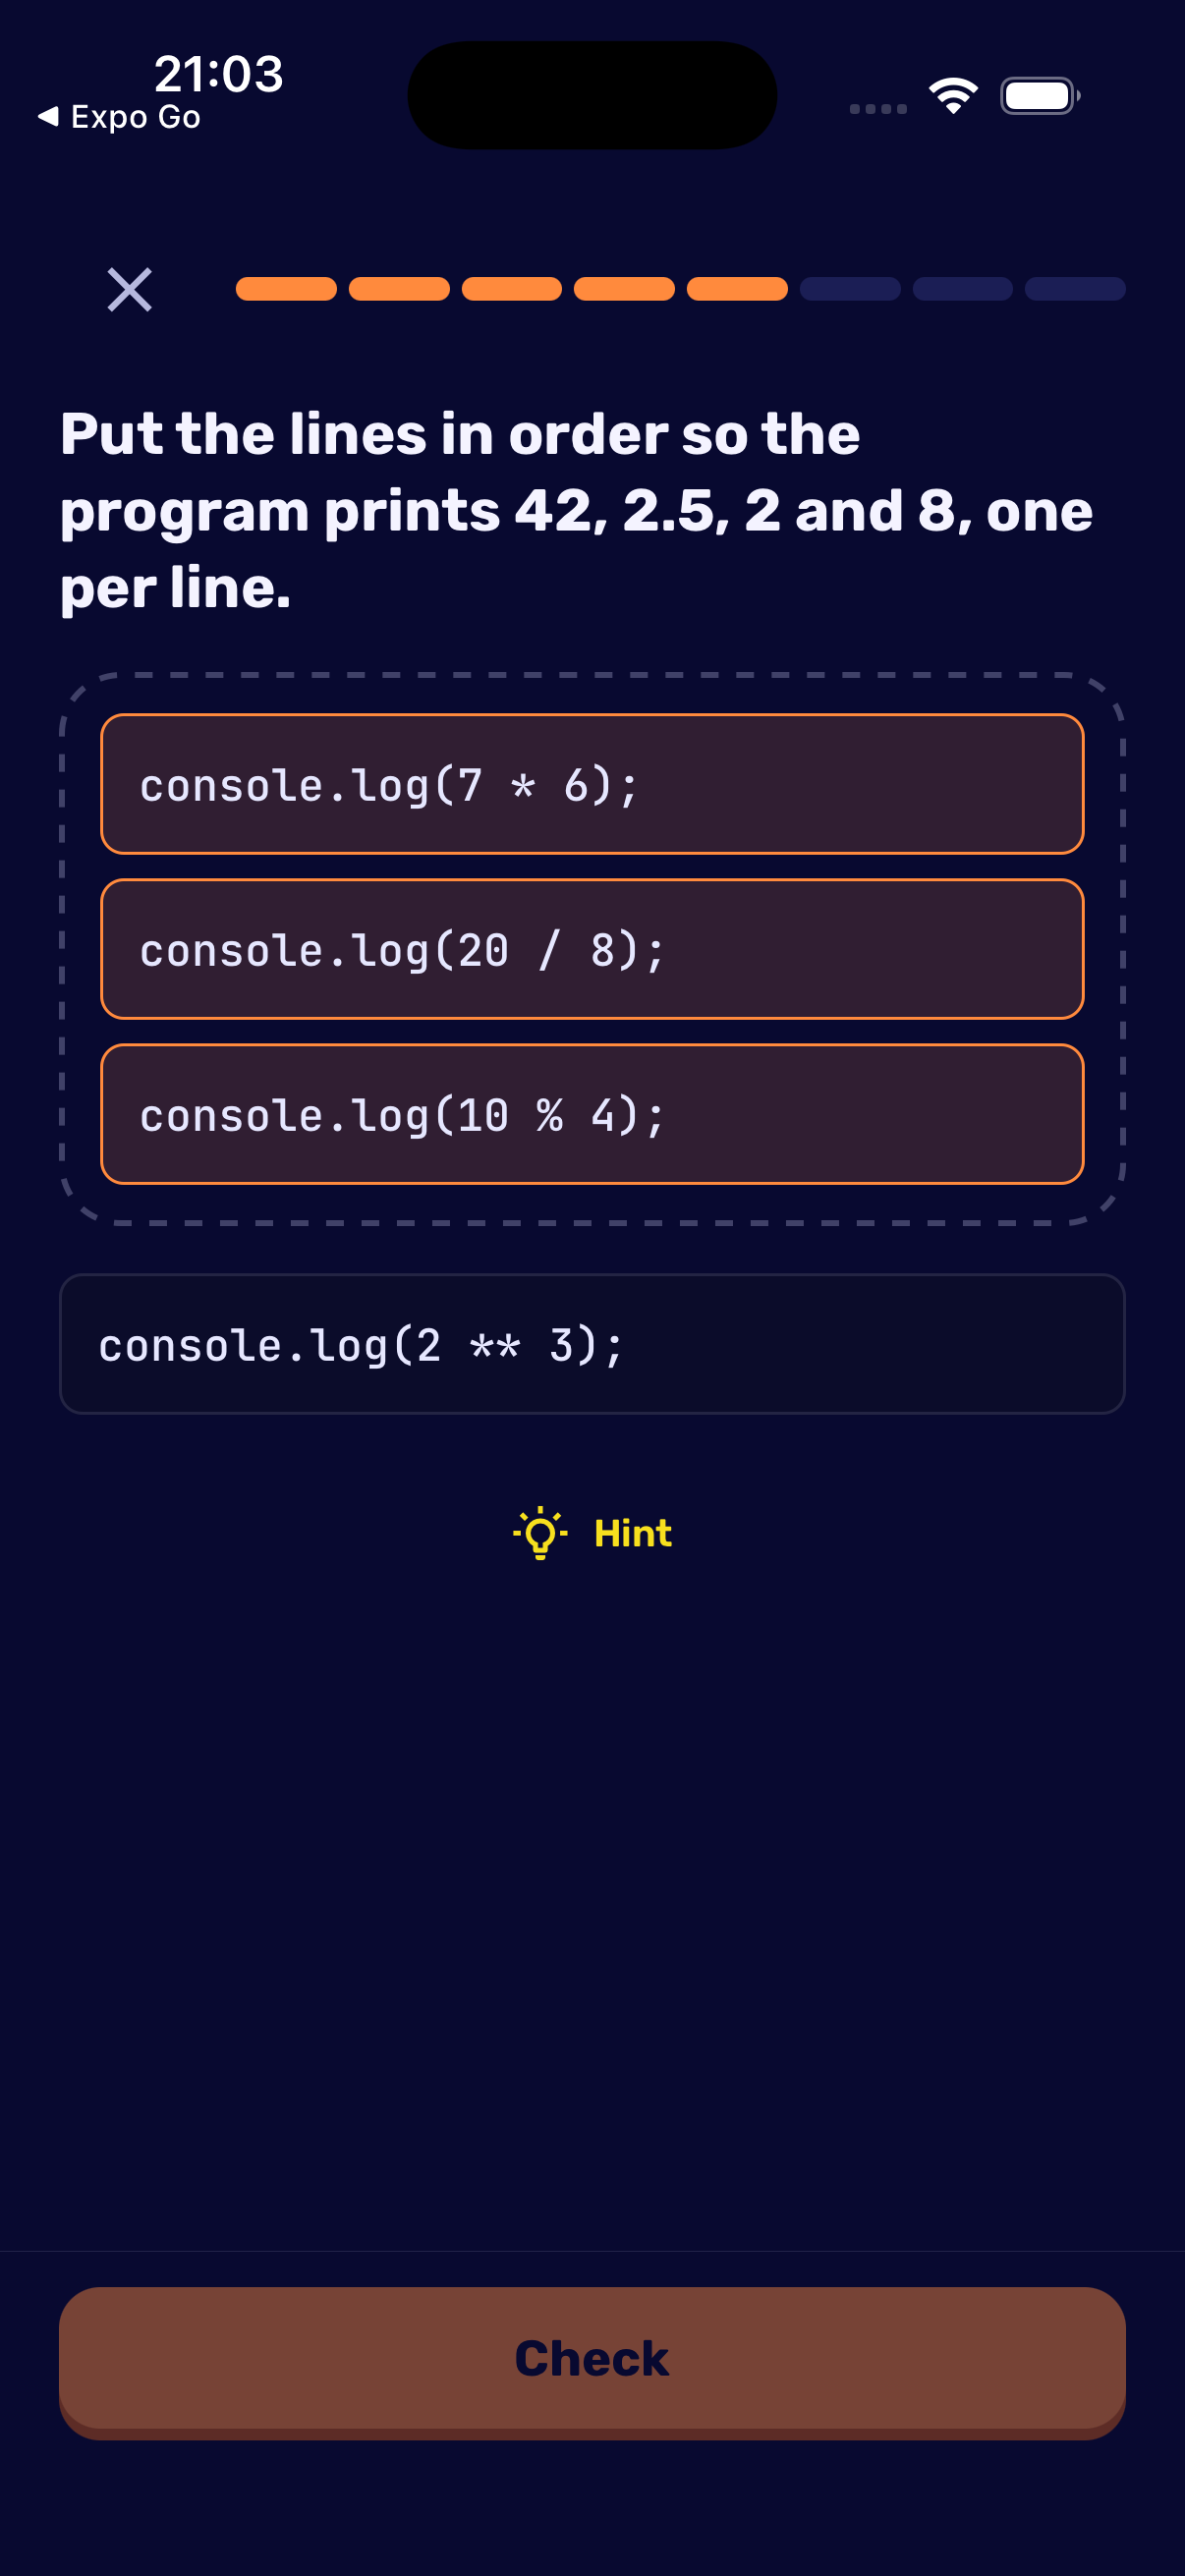 21:03
Expo Go
Put the lines in order so the
program prints 42, 2.5, 2 and 8, one
per line.
console.log(7 * 6);
console.log(20 / 8);
console.log(10 % 4);
console.log(2 ** 3);
Hint
Check